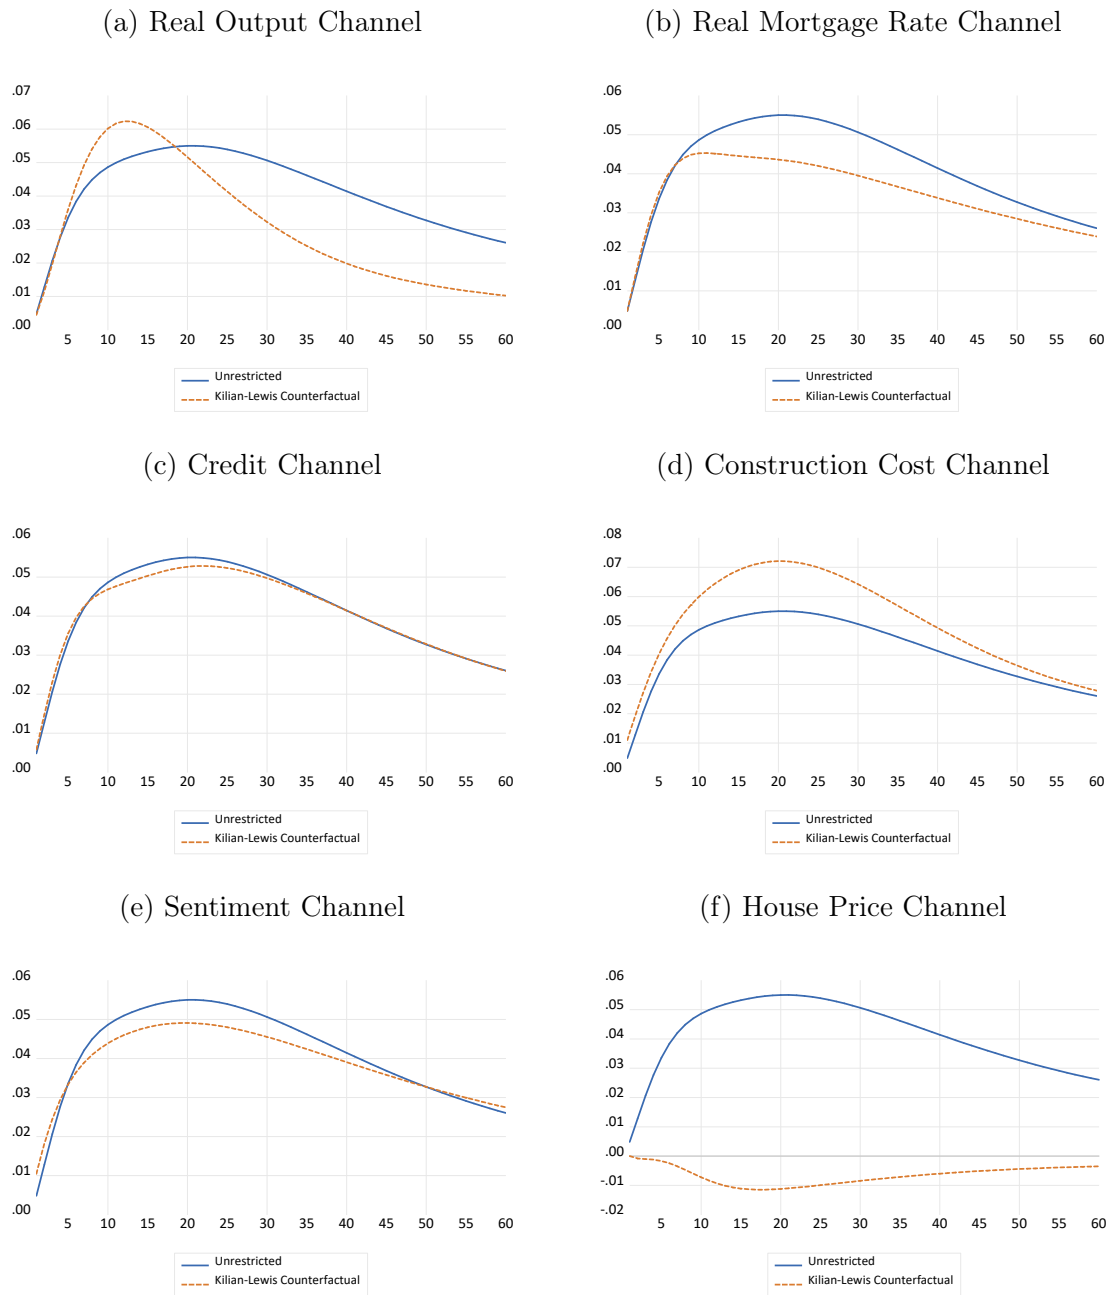 (a) Real Output Channel
.07
.06
.05
.04
.03
.02
.01
.00
5 10 15 20 25 30 35 40 45 50 55 60
Unrestricted
Kilian-Lewis Counterfactual
(b) Real Mortgage Rate Channel
.06
.05
.04
.03
.02
.01
.00
5 10 15 20 25 30 35 40 45 50 55 60
Unrestricted
Kilian-Lewis Counterfactual
(c) Credit Channel
.06
.05
.04
.03
.02
.01
.00
5 10 15 20 25 30 35 40 45 50 55 60
Unrestricted
Kilian-Lewis Counterfactual
(d) Construction Cost Channel
.08
.07
.06
.05
.04
.03
.02
.01
.00
5 10 15 20 25 30 35 40 45 50 55 60
Unrestricted
Kilian-Lewis Counterfactual
(e) Sentiment Channel
.06
.05
.04
.03
.02
.01
.00
5 10 15 20 25 30 35 40 45 50 55 60
Unrestricted
Kilian-Lewis Counterfactual
(f) House Price Channel
.06
.05
.04
.03
.02
.01
.00
-.01
-.02
5 10 15 20 25 30 35 40 45 50 55 60
Unrestricted
Kilian-Lewis Counterfactual